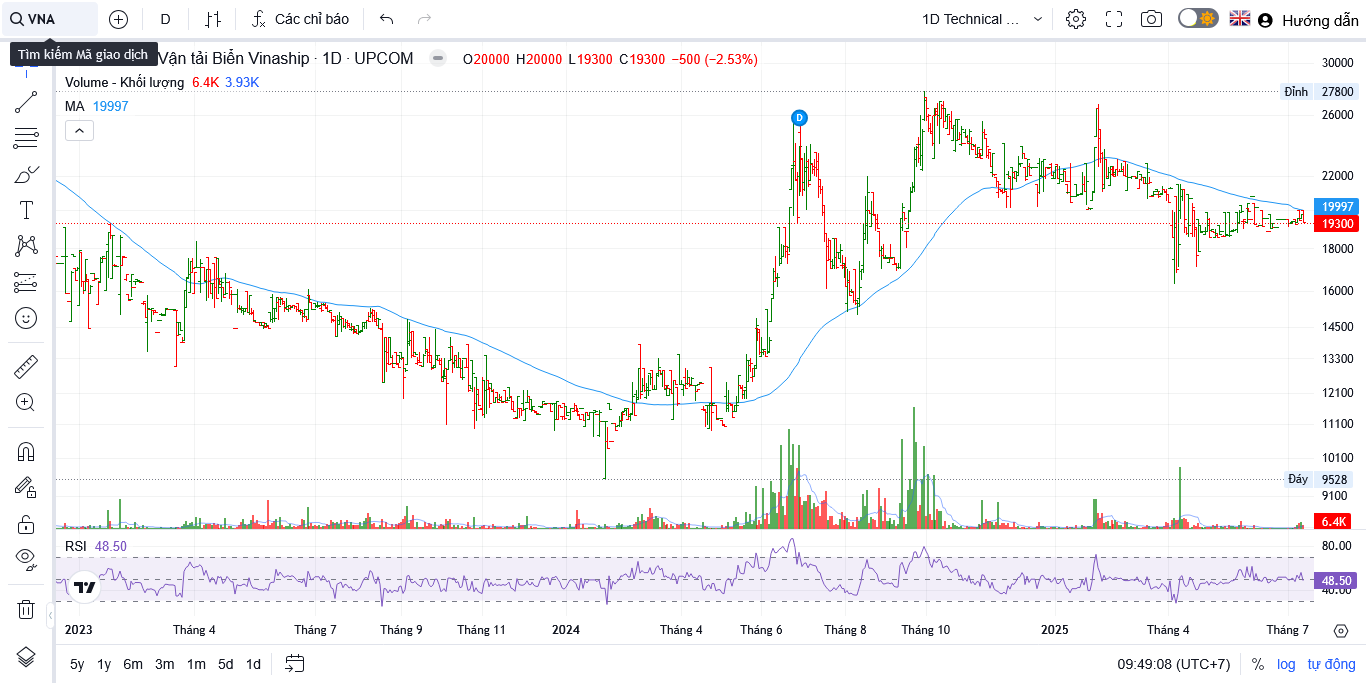 VNA D Các chỉ báo 1D Technical ... Hướng dẫn
Tìm kiếm Mã giao dịch
Vận tải Biển Vinaship · 1D · UPCOM O20000 H20000 L19300 C19300 −500 (−2.53%)
Volume - Khối lượng 6.4K 3.93K
MA 19997
D
30000
Đỉnh 27800
26000
22000
19997
19300
18000
16000
14500
13300
12100
11100
10100
Đáy 9528
9100
6.4K
RSI 48.50
80.00
48.50
40.00
2023 Tháng 4 Tháng 7 Tháng 9 Tháng 11 2024 Tháng 4 Tháng 6 Tháng 8 Tháng 10 2025 Tháng 4 Tháng 7
5y 1y 6m 3m 1m 5d 1d 09:49:08 (UTC+7) % log tự động